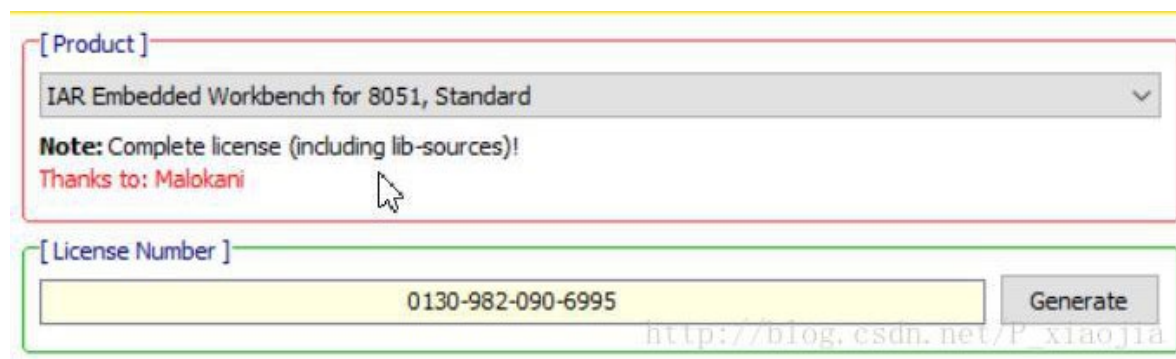 [ Product ]
IAR Embedded Workbench for 8051, Standard
Note: Complete license (including lib-sources)!
Thanks to: Malokani
[ License Number ]
0130-982-090-6995
Generate
http://blog.csdn.net/P_xiaojia